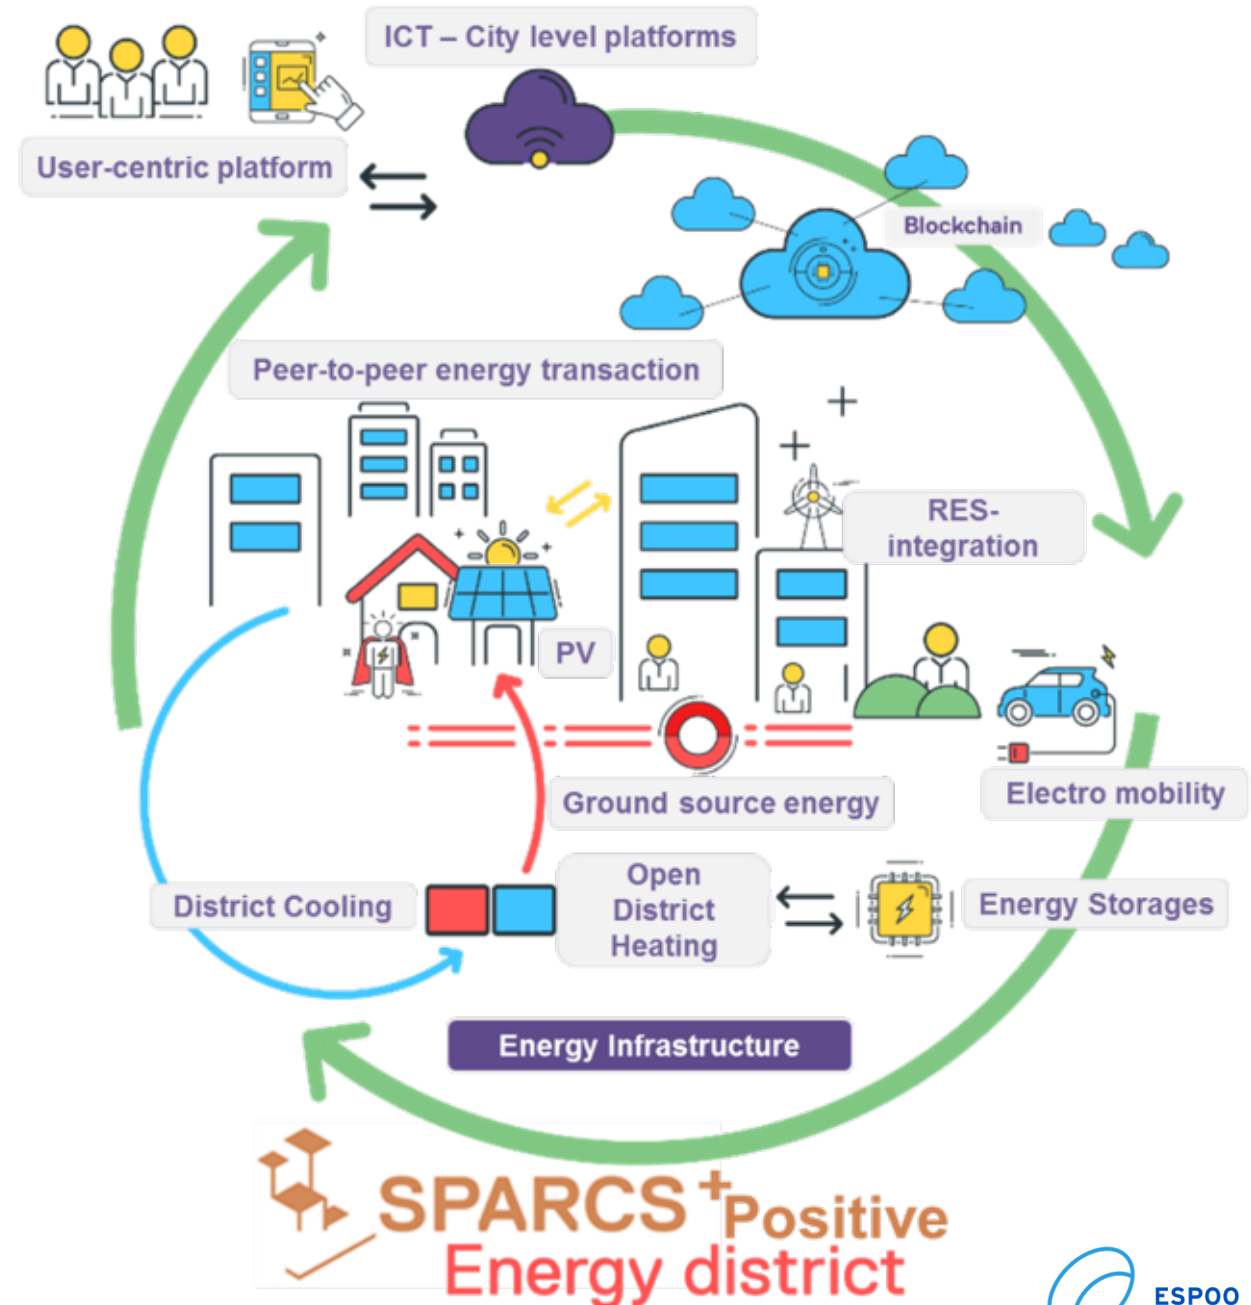 ICT – City level platforms
User-centric platform
Blockchain
Peer-to-peer energy transaction
RES-
integration
PV
Ground source energy
Electro mobility
District Cooling
Open
District
Heating
Energy Storages
Energy Infrastructure
SPARCS + Positive
Energy district
ESPOO